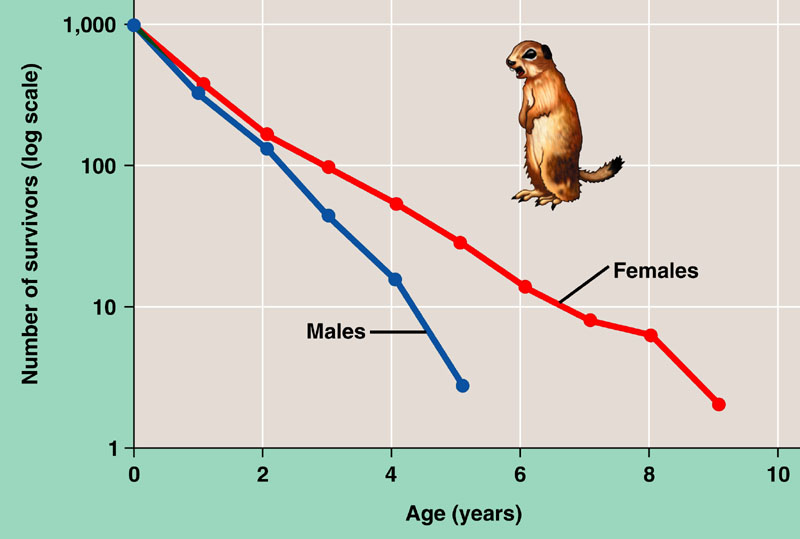 Number of survivors (log scale)
1,000
100
10
1
Females
Males
0 2 4 6 8 10
Age (years)